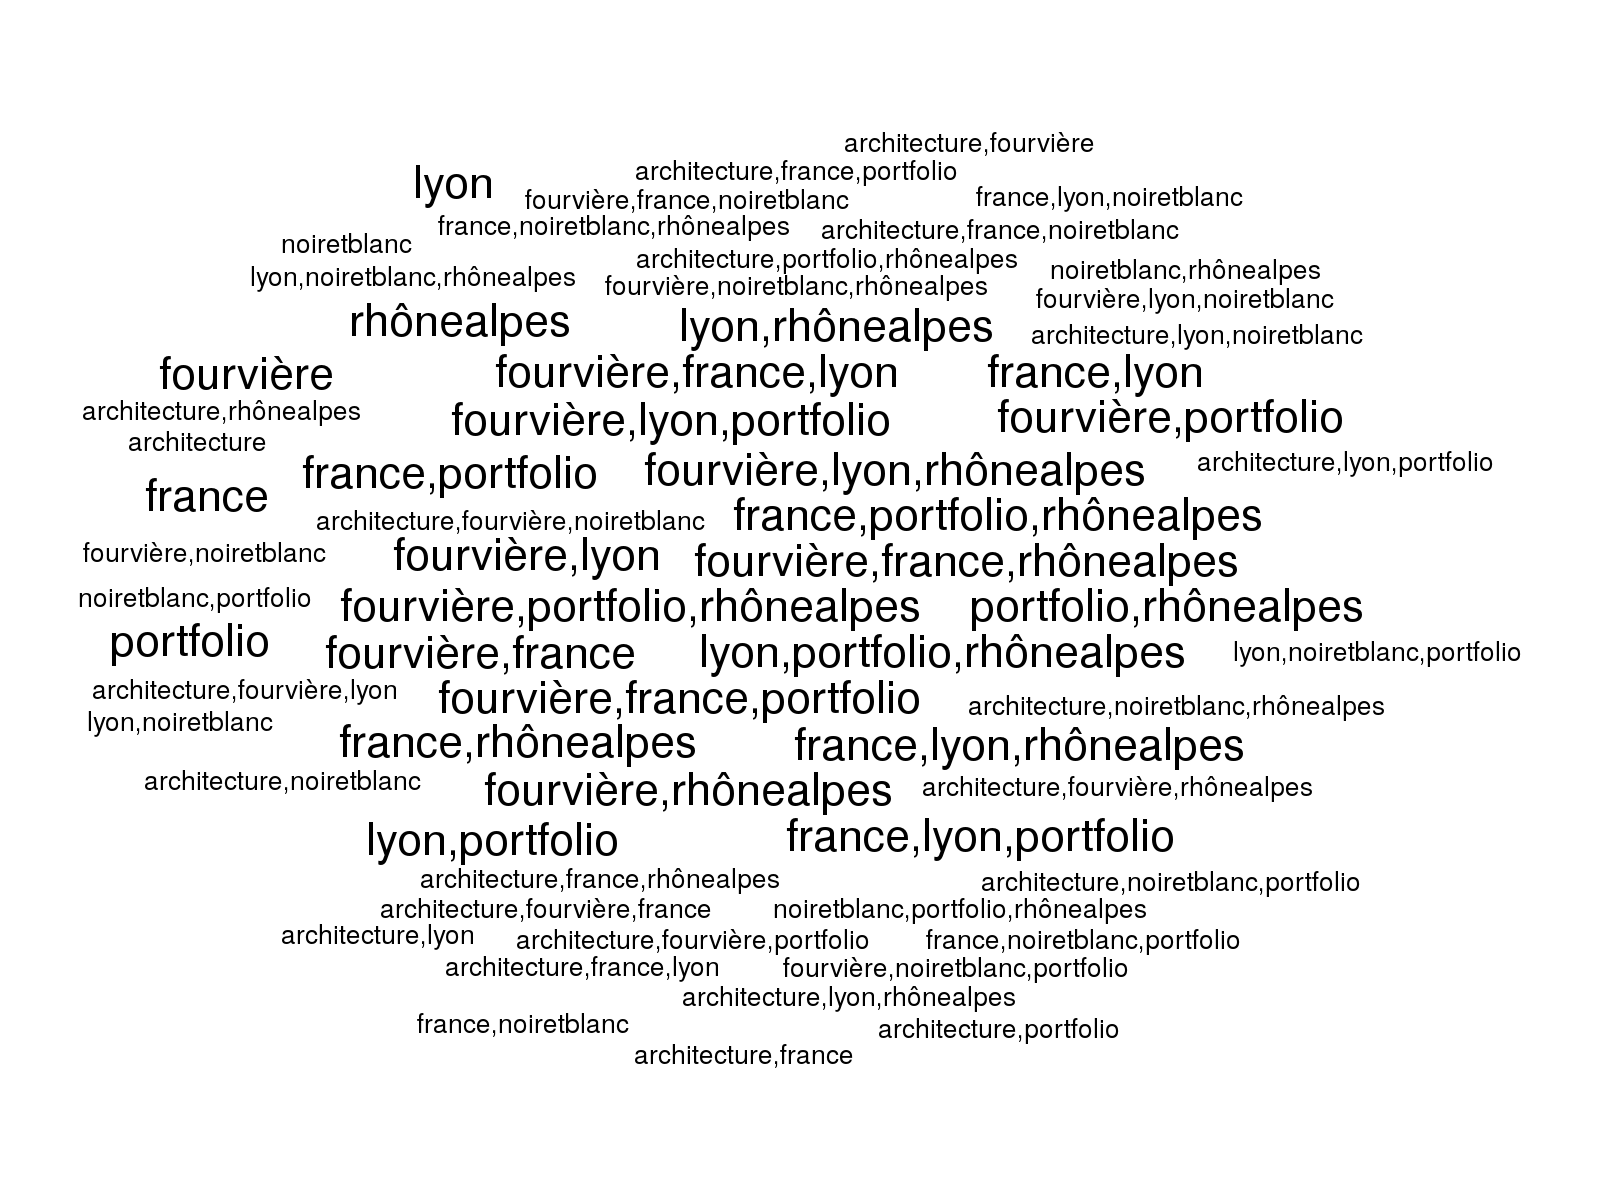 architecture,fourvière
architecture,france,portfolio
lyon
fourvière,france,noiretblanc
france,lyon,noiretblanc
france,noiretblanc,rhônealpes
architecture,france,noiretblanc
noiretblanc
architecture,portfolio,rhônealpes
noiretblanc,rhônealpes
lyon,noiretblanc,rhônealpes
fourvière,noiretblanc,rhônealpes
fourvière,lyon,noiretblanc
rhônealpes
lyon,rhônealpes
architecture,lyon,noiretblanc
fourvière
fourvière,france,lyon
france,lyon
architecture,rhônealpes
fourvière,lyon,portfolio
fourvière,portfolio
architecture
france,portfolio
fourvière,lyon,rhônealpes
architecture,lyon,portfolio
france
architecture,fourvière,noiretblanc
france,portfolio,rhônealpes
fourvière,noiretblanc
fourvière,lyon
fourvière,france,rhônealpes
noiretblanc,portfolio
fourvière,portfolio,rhônealpes
portfolio,rhônealpes
portfolio
fourvière,france
lyon,portfolio,rhônealpes
lyon,noiretblanc,portfolio
architecture,fourvière,lyon
fourvière,france,portfolio
architecture,noiretblanc,rhônealpes
lyon,noiretblanc
france,rhônealpes
france,lyon,rhônealpes
architecture,noiretblanc
fourvière,rhônealpes
architecture,fourvière,rhônealpes
lyon,portfolio
france,lyon,portfolio
architecture,france,rhônealpes
architecture,noiretblanc,portfolio
architecture,fourvière,france
noiretblanc,portfolio,rhônealpes
architecture,lyon
architecture,fourvière,portfolio
france,noiretblanc,portfolio
architecture,france,lyon
fourvière,noiretblanc,portfolio
architecture,lyon,rhônealpes
france,noiretblanc
architecture,portfolio
architecture,france